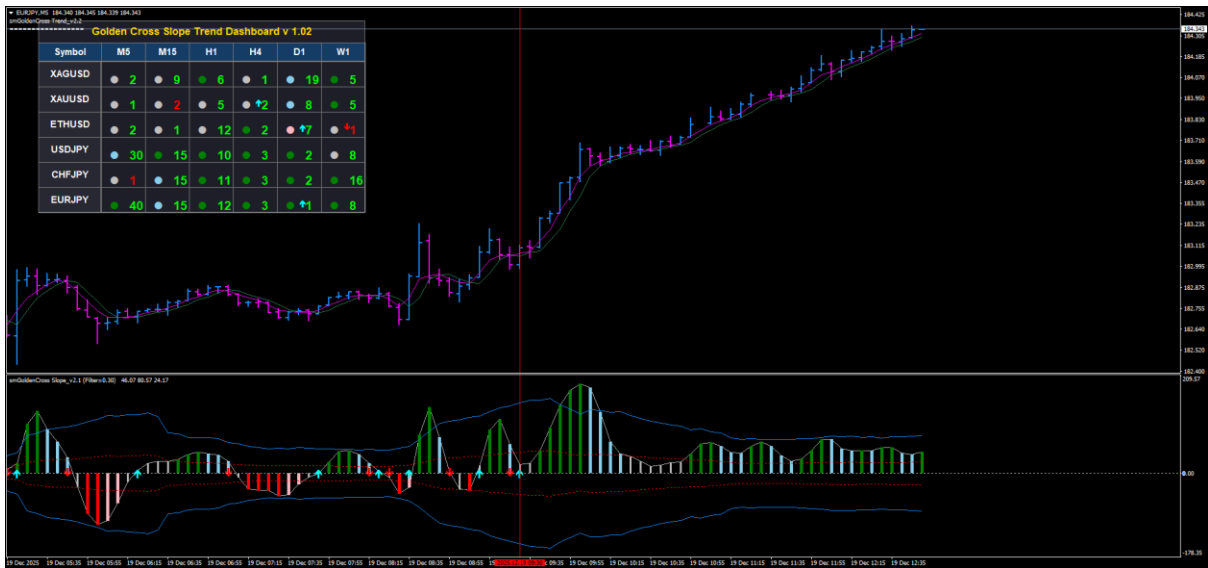 EURJPY,M5 184.340 184.345 184.339 184.343
smGoldenCross Trend_v2.2
Golden Cross Slope Trend Dashboard v 1.02
Symbol M5 M15 H1 H4 D1 W1
XAGUSD 2 9 6 1 19 5
XAUUSD 1 2 5 2 8 5
ETHUSD 2 1 12 2 7 1
USDJPY 30 15 10 3 2 8
CHFJPY 1 15 11 3 2 16
EURJPY 40 15 12 3 1 8
184.425
184.343
184.305
184.185
184.070
183.950
183.830
183.710
183.590
183.470
183.355
183.235
183.115
182.995
182.875
182.755
182.640
182.520
182.400
smGoldenCross Slope_v2.1 (Filter=0.30) 46.07 80.57 24.17
209.57
0.00
-178.35
19 Dec 2025 19 Dec 05:35 19 Dec 05:55 19 Dec 06:15 19 Dec 06:35 19 Dec 06:55 19 Dec 07:15 19 Dec 07:35 19 Dec 07:55 19 Dec 08:15 19 Dec 08:35 19 Dec 08:55 09:35 19 Dec 09:55 19 Dec 10:15 19 Dec 10:35 19 Dec 10:55 19 Dec 11:15 19 Dec 11:35 19 Dec 11:55 19 Dec 12:15 19 Dec 12:35